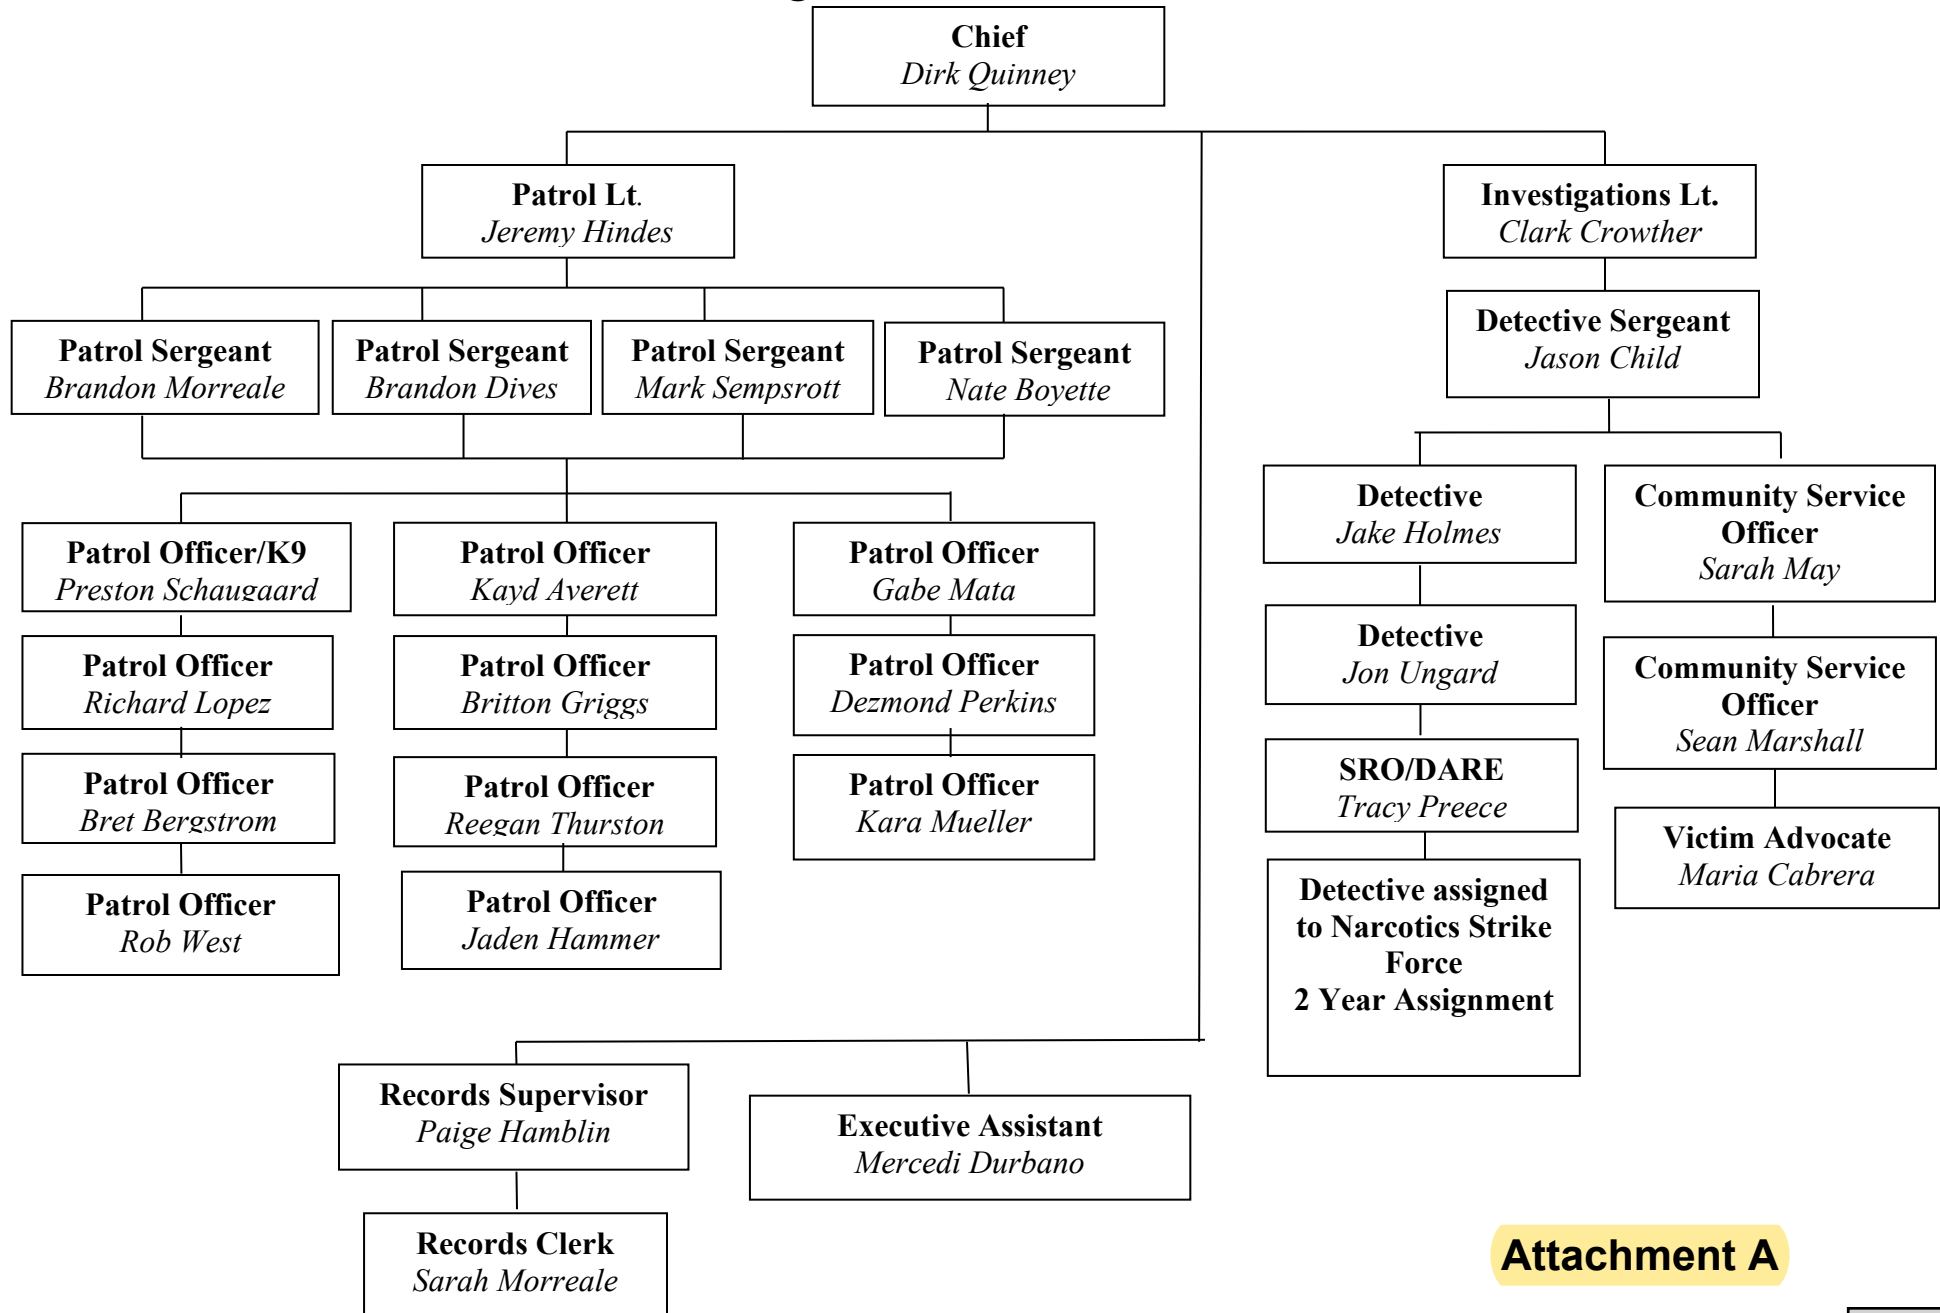 Chief
Dirk Quinney
Patrol Lt.
Jeremy Hindes
Investigations Lt.
Clark Crowther
Patrol Sergeant
Brandon Morreale
Patrol Sergeant
Brandon Dives
Patrol Sergeant
Mark Sempsrott
Patrol Sergeant
Nate Boyette
Detective Sergeant
Jason Child
Patrol Officer/K9
Preston Schaugaard
Patrol Officer
Kayd Averett
Patrol Officer
Gabe Mata
Detective
Jake Holmes
Community Service
Officer
Sarah May
Patrol Officer
Richard Lopez
Patrol Officer
Britton Griggs
Patrol Officer
Dezmond Perkins
Detective
Jon Ungard
Community Service
Officer
Sean Marshall
Patrol Officer
Bret Bergstrom
Patrol Officer
Reegan Thurston
Patrol Officer
Kara Mueller
SRO/DARE
Tracy Preece
Victim Advocate
Maria Cabrera
Patrol Officer
Rob West
Patrol Officer
Jaden Hammer
Detective assigned
to Narcotics Strike
Force
2 Year Assignment
Records Supervisor
Paige Hamblin
Executive Assistant
Mercedi Durbano
Records Clerk
Sarah Morreale
Attachment A